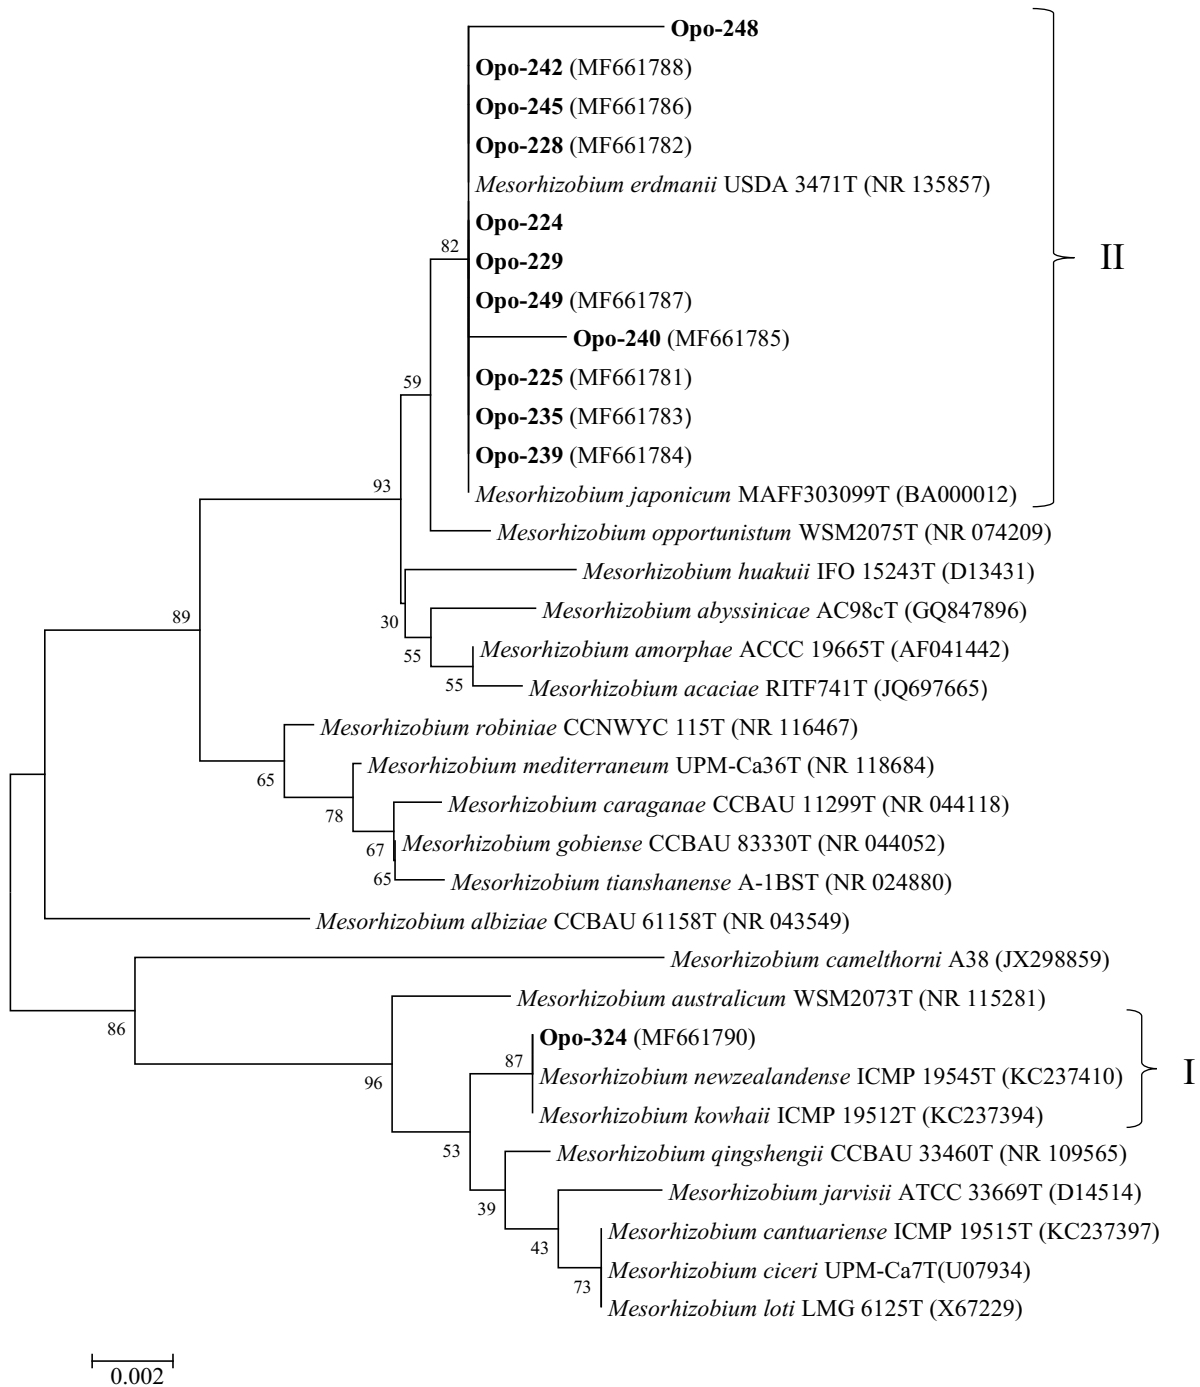 Opo-248
Opo-242 (MF661788)
Opo-245 (MF661786)
Opo-228 (MF661782)
Mesorhizobium erdmanii USDA 3471T (NR 135857)
Opo-224
82
Opo-229
II
Opo-249 (MF661787)
Opo-240 (MF661785)
Opo-225 (MF661781)
59
Opo-235 (MF661783)
Opo-239 (MF661784)
93
Mesorhizobium japonicum MAFF303099T (BA000012)
Mesorhizobium opportunistum WSM2075T (NR 074209)
Mesorhizobium huakuii IFO 15243T (D13431)
89
Mesorhizobium abyssinicae AC98cT (GQ847896)
30
Mesorhizobium amorphae ACCC 19665T (AF041442)
55
Mesorhizobium acaciae RITF741T (JQ697665)
55
Mesorhizobium robiniae CCNWYC 115T (NR 116467)
65
Mesorhizobium mediterraneum UPM-Ca36T (NR 118684)
Mesorhizobium caraganae CCBAU 11299T (NR 044118)
78
Mesorhizobium gobiense CCBAU 83330T (NR 044052)
67
Mesorhizobium tianshanense A-1BST (NR 024880)
65
Mesorhizobium albiziae CCBAU 61158T (NR 043549)
Mesorhizobium camelthorni A38 (JX298859)
Mesorhizobium australicum WSM2073T (NR 115281)
86
Opo-324 (MF661790)
87
Mesorhizobium newzealandense ICMP 19545T (KC237410)
I
96
Mesorhizobium kowhaii ICMP 19512T (KC237394)
53
Mesorhizobium qingshengii CCBAU 33460T (NR 109565)
Mesorhizobium jarvisii ATCC 33669T (D14514)
39
Mesorhizobium cantuariense ICMP 19515T (KC237397)
43
Mesorhizobium ciceri UPM-Ca7T(U07934)
73
Mesorhizobium loti LMG 6125T (X67229)
0.002